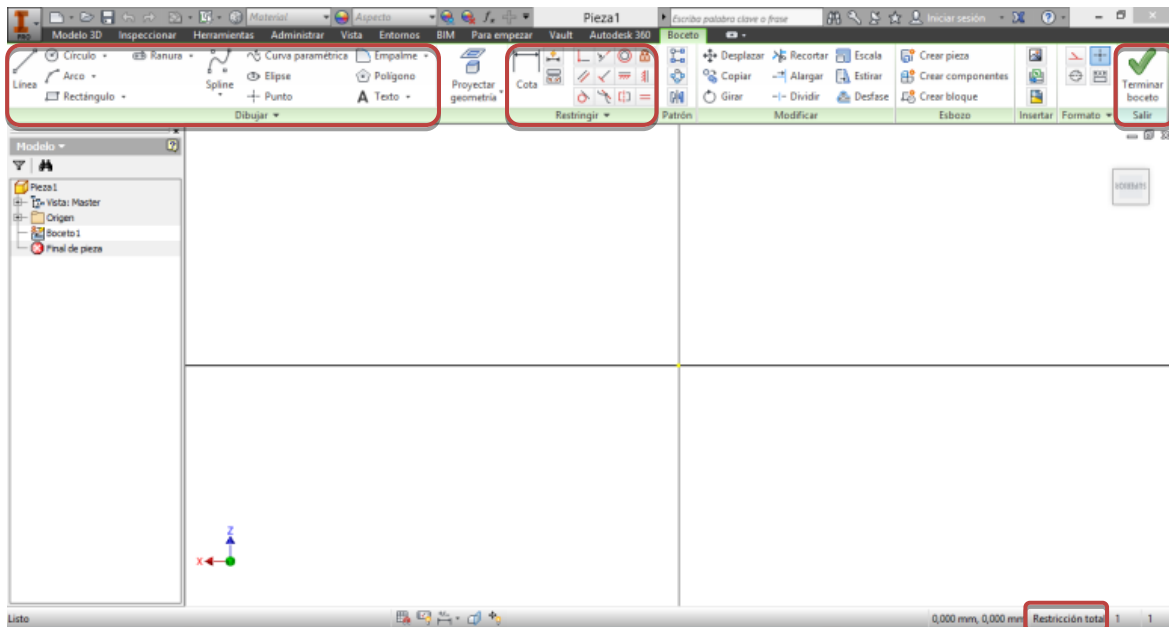 PRO Material Aspecto Pieza1 Escriba palabra clave o frase Iniciar sesión
Modelo 3D Inspeccionar Herramientas Administrar Vista Entornos BIM Para empezar Vault Autodesk 360 Boceto
Línea
Círculo
Arco
Rectángulo
Ranura
Spline
Curva paramétrica
Elipse
Punto
Empalme
Polígono
A Texto
Dibujar
Proyectar
geometría
Cota
Restringir
Patrón
Desplazar Recortar Escala
Copiar Alargar Estirar
Girar Dividir Desfase
Modificar
Crear pieza
Crear componentes
Crear bloque
Esbozo
Insertar
Formato
Terminar
boceto
Salir
Modelo
Pieza1
Vista: Master
Origen
Boceto1
Final de pieza
Z
X
Listo
0,000 mm, 0,000 mm Restricción total 1 1